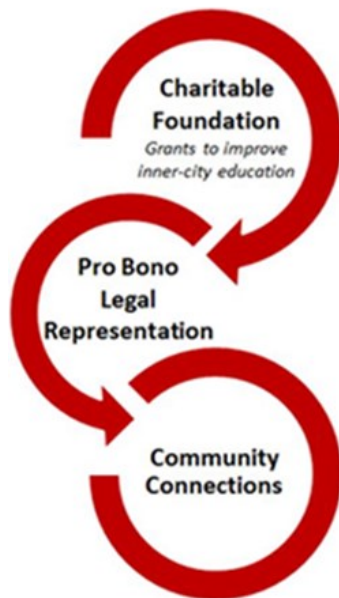 Charitable
Foundation
Grants to improve
inner-city education
Pro Bono
Legal
Representation
Community
Connections